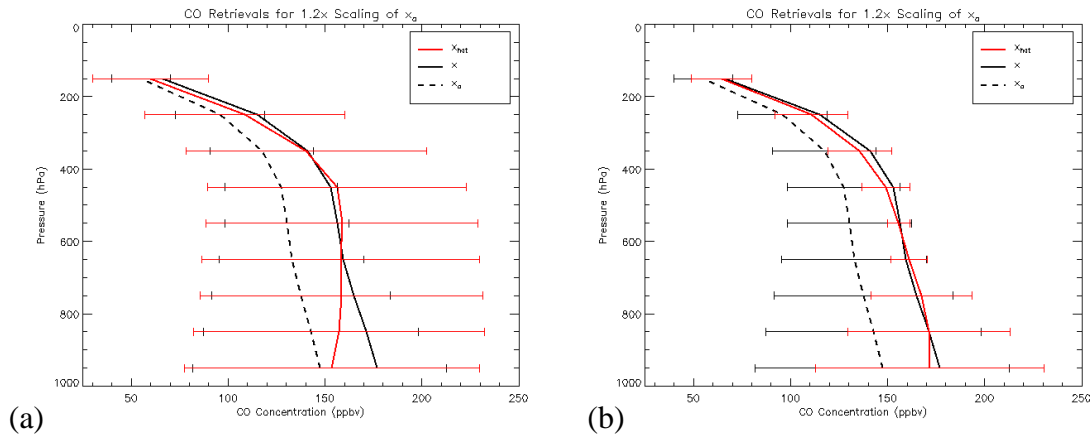 CO Retrievals for 1.2x Scaling of xa
0
200
400
600
800
1000
Pressure (hPa)
50
100
150
200
250
CO Concentration (ppbv)
xhat
x
xa
(a)
CO Retrievals for 1.2x Scaling of xa
0
200
400
600
800
1000
Pressure (hPa)
50
100
150
200
250
CO Concentration (ppbv)
xhat
x
xa
(b)